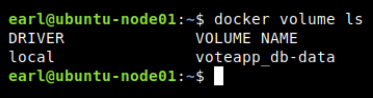 earl@ubuntu-node01:~$ docker volume ls
DRIVER              VOLUME NAME
local               voteapp_db-data
earl@ubuntu-node01:~$